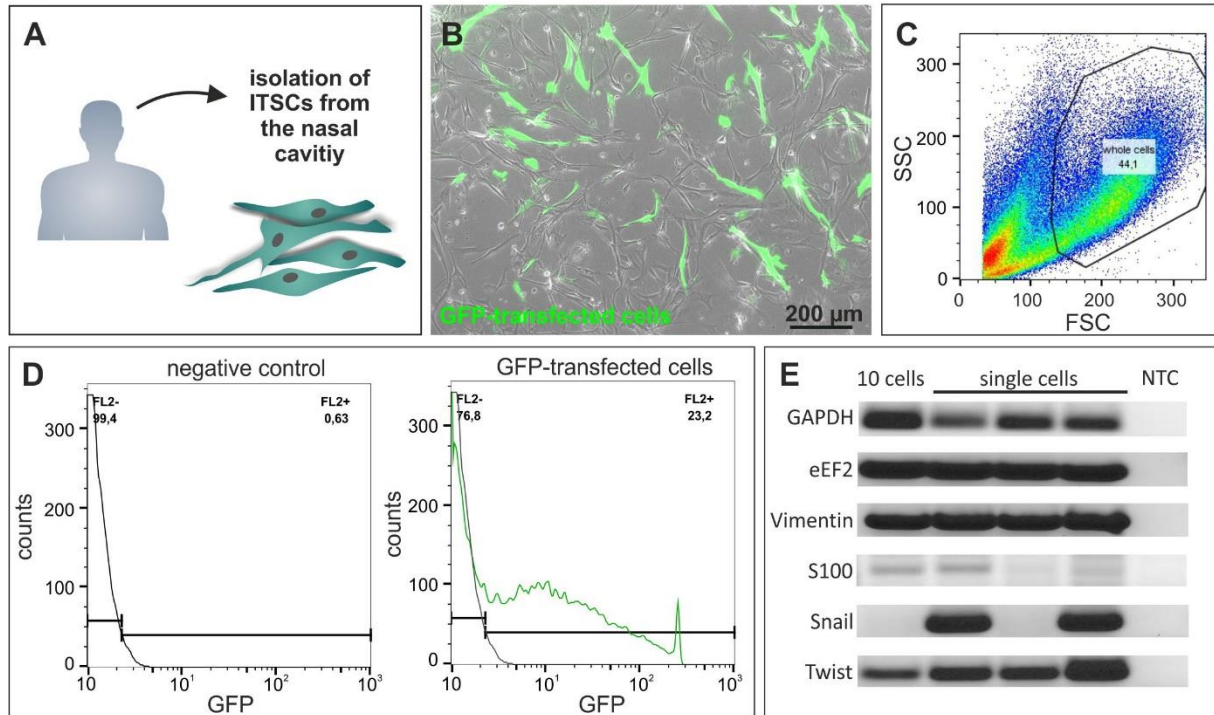 A
isolation of
ITSCs from
the nasal
cavitiy
B
GFP-transfected cells
200 µm
C
300
200
100
0
SSC
whole cells
44,1
0 100 200 300
FSC
D
negative control
FL2-
99,4
FL2+
0,63
300
200
100
0
counts
10 10¹ 10² 10³
GFP
GFP-transfected cells
FL2-
76,8
FL2+
23,2
300
200
100
0
counts
10 10¹ 10² 10³
GFP
E
10 cells single cells NTC
GAPDH
eEF2
Vimentin
S100
Snail
Twist